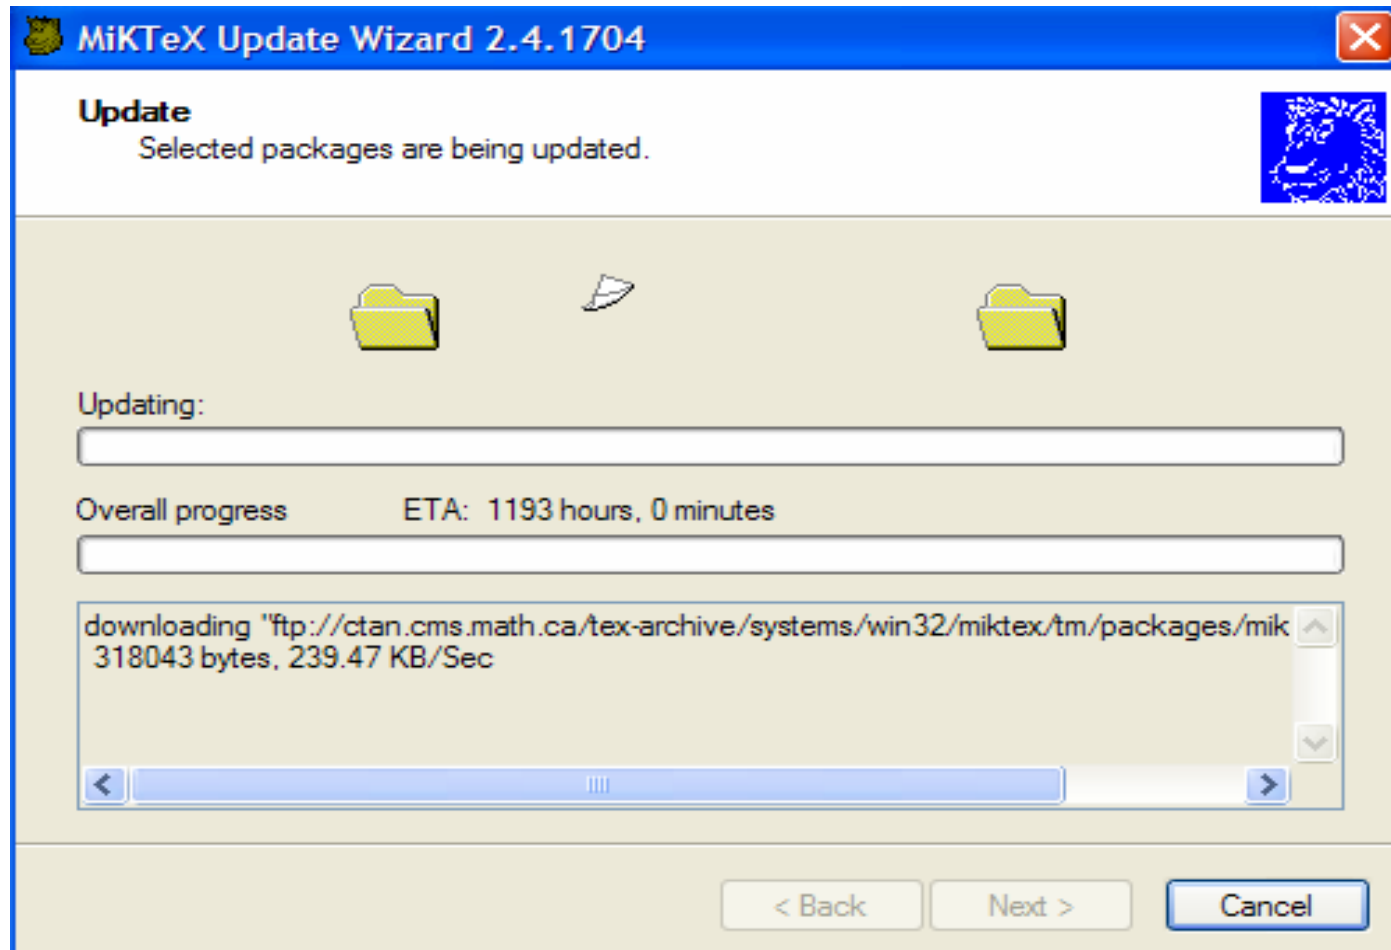 MiKTeX Update Wizard 2.4.1704
Update
Selected packages are being updated.
Updating:
Overall progress ETA: 1193 hours, 0 minutes
downloading "ftp://ctan.cms.math.ca/tex-archive/systems/win32/miktex/tm/packages/mik
318043 bytes, 239.47 KB/Sec
< Back Next > Cancel